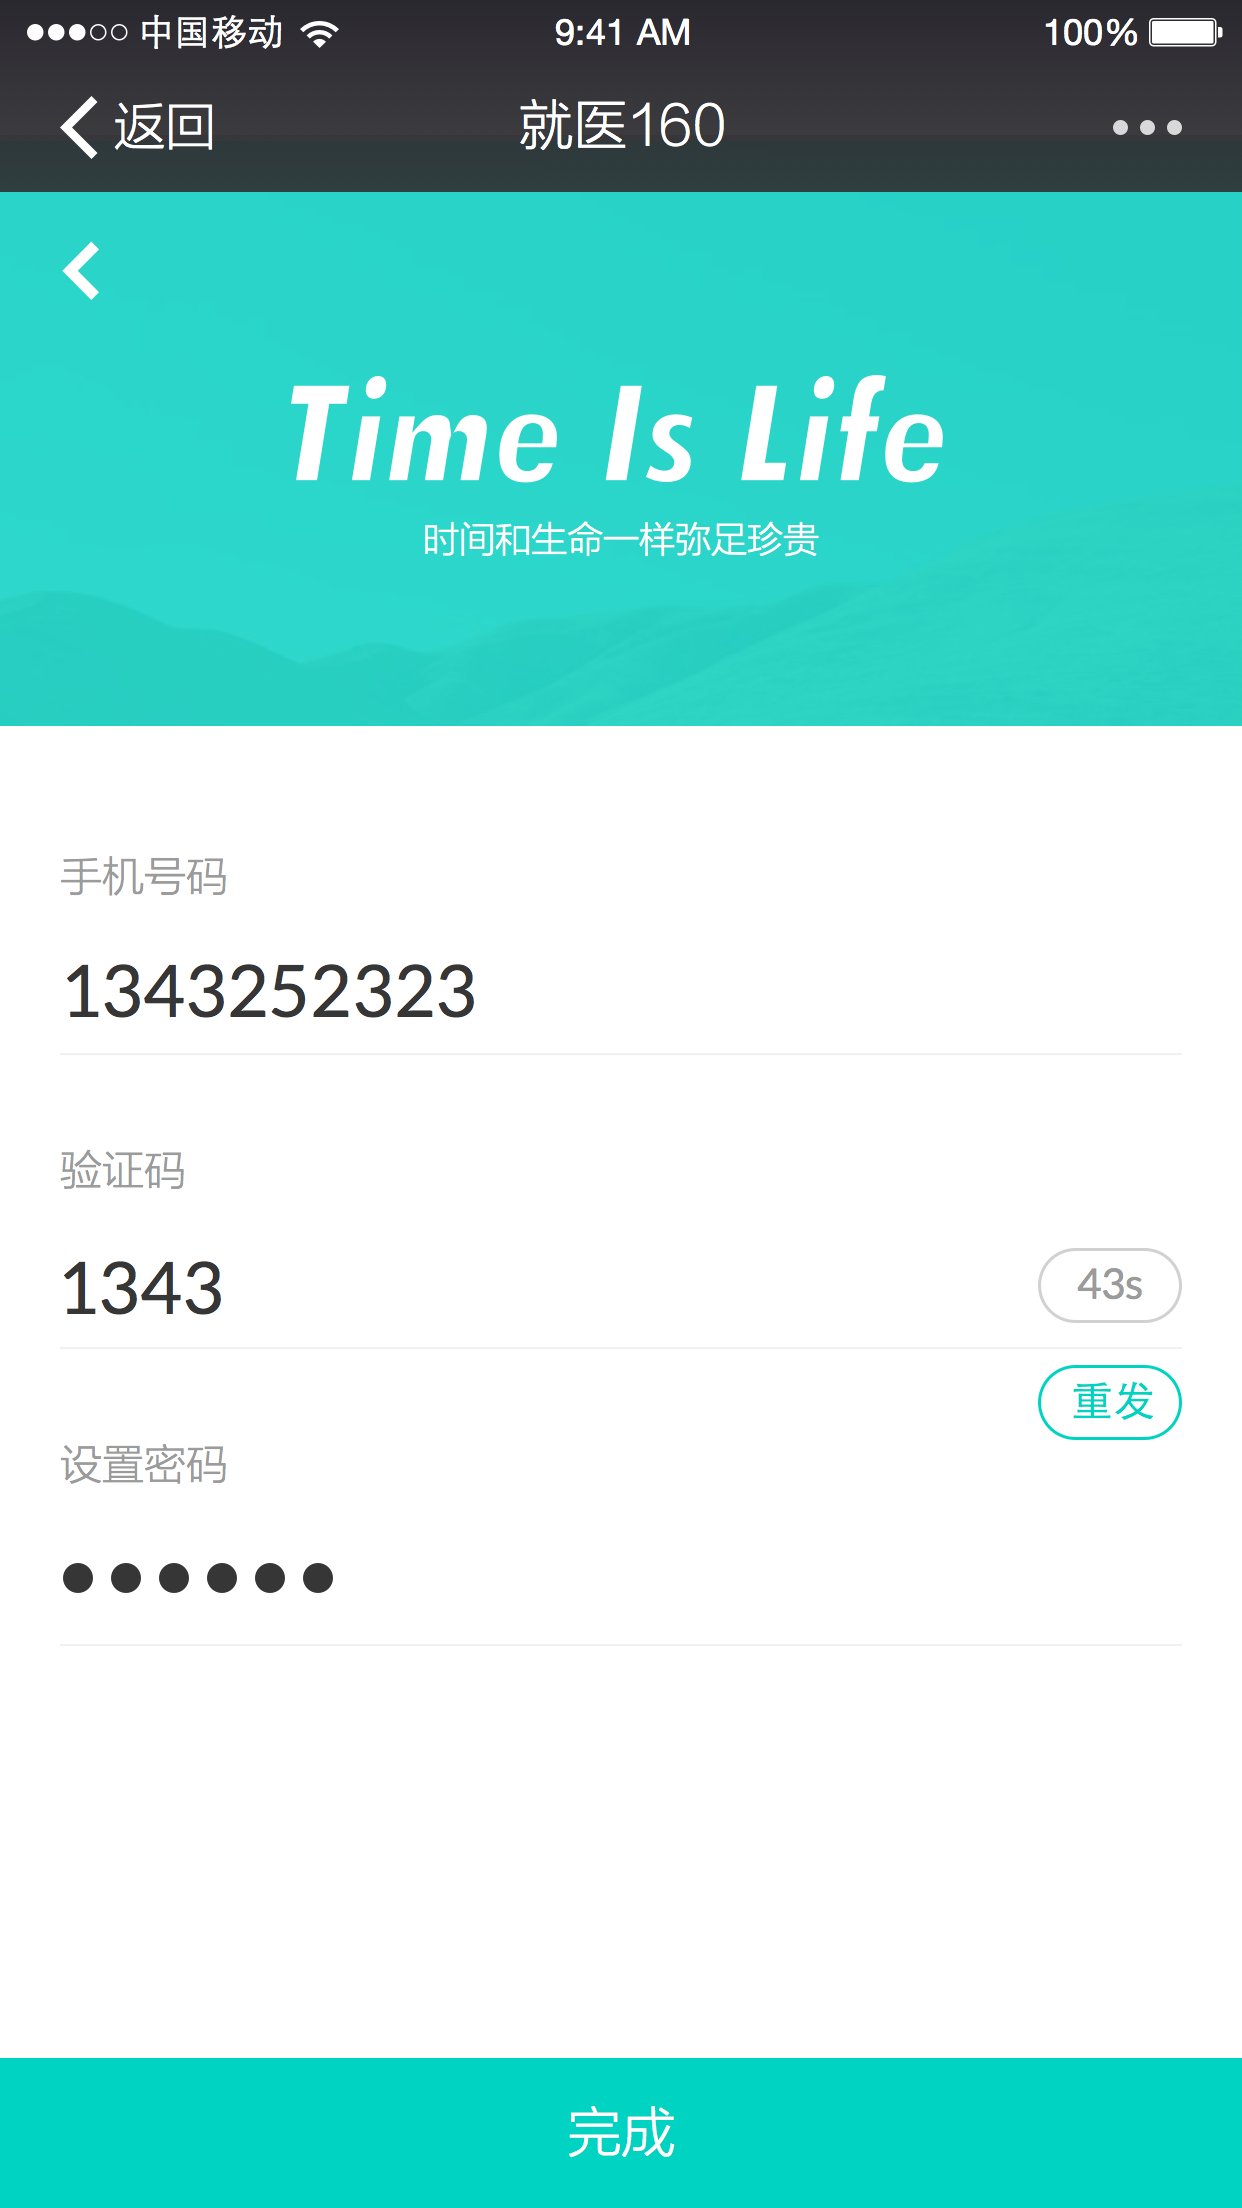 中国移动 9:41 AM 100%
返回 就医160
Time Is Life
时间和生命一样弥足珍贵
手机号码
1343252323
验证码
1343 43s
重发
设置密码
完成